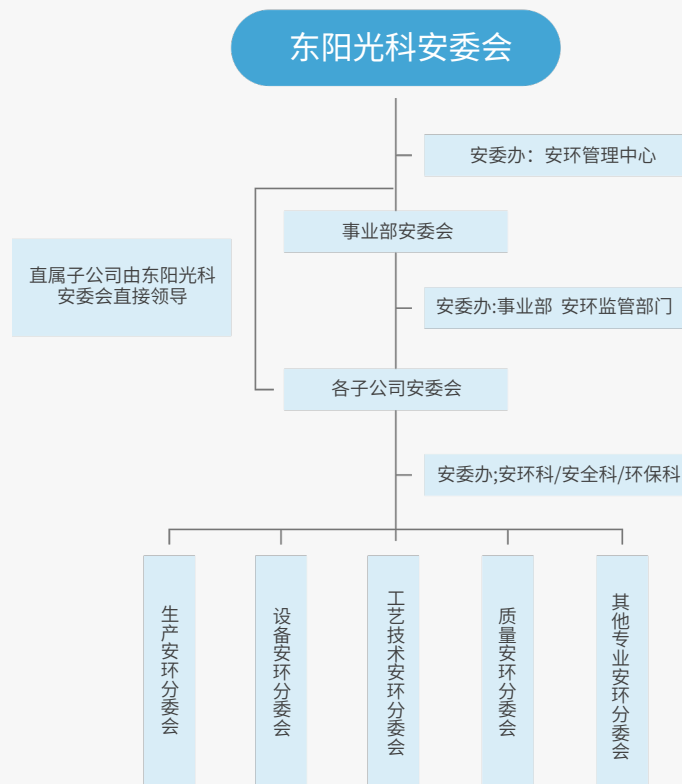 东阳光科安委会
安委办：安环管理中心
事业部安委会
直属子公司由东阳光科
安委会直接领导
安委办:事业部 安环监管部门
各子公司安委会
安委办;安环科/安全科/环保科
生产安环分委会
设备安环分委会
工艺技术安环分委会
质量安环分委会
其他专业安环分委会